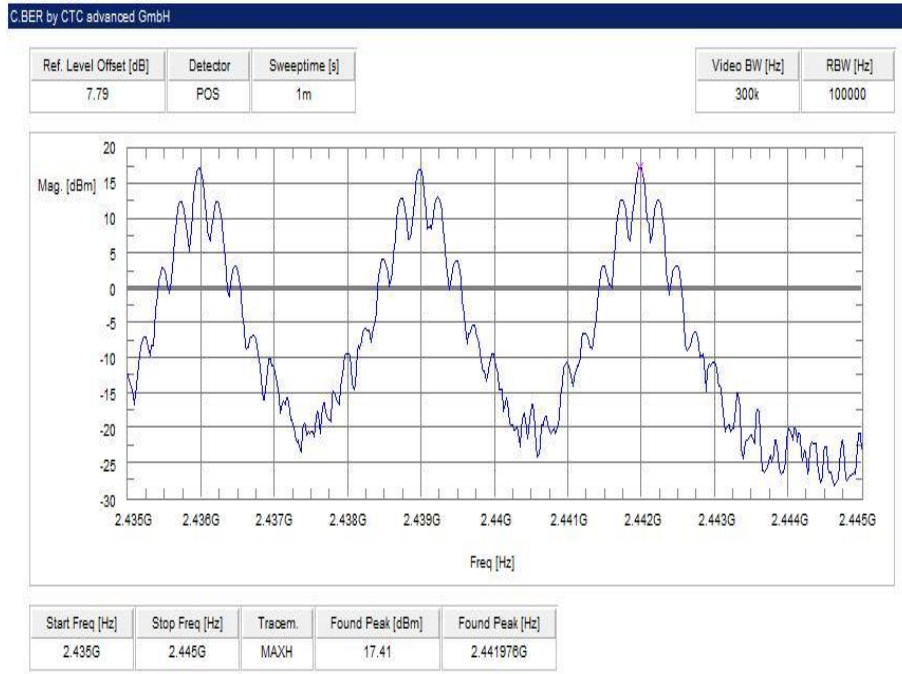 C.BER by CTC advanced GmbH
Ref. Level Offset [dB] Detector Sweeptime [s] Video BW [Hz] RBW [Hz]
7.79 POS 1m 300k 100000
Mag. [dBm]
20
15
10
5
0
-5
-10
-15
-20
-25
-30
2.435G 2.436G 2.437G 2.438G 2.439G 2.44G 2.441G 2.442G 2.443G 2.444G 2.445G
Freq [Hz]
Start Freq [Hz] Stop Freq [Hz] Tracem. Found Peak [dBm] Found Peak [Hz]
2.435G 2.445G MAXH 17.41 2.441976G